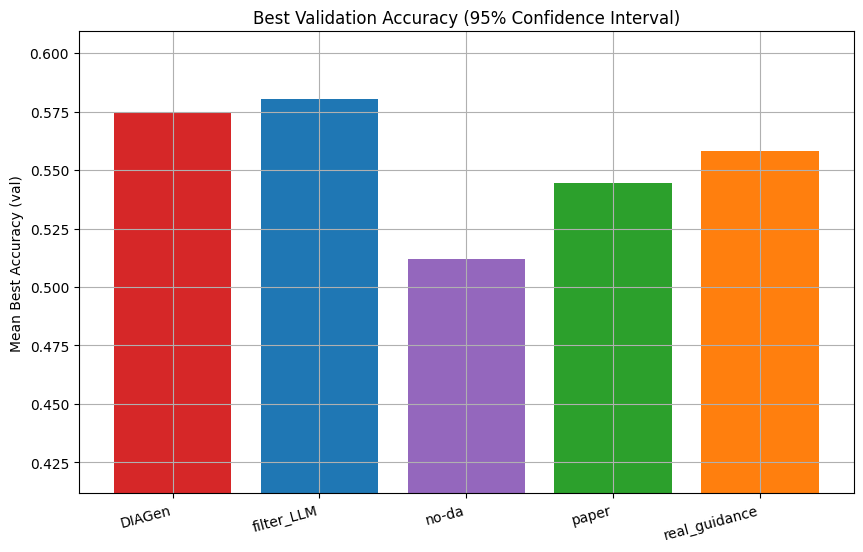 Best Validation Accuracy (95% Confidence Interval)
Mean Best Accuracy (val)
0.600
0.575
0.550
0.525
0.500
0.475
0.450
0.425
DIAGen
filter_LLM
no-da
paper
real_guidance